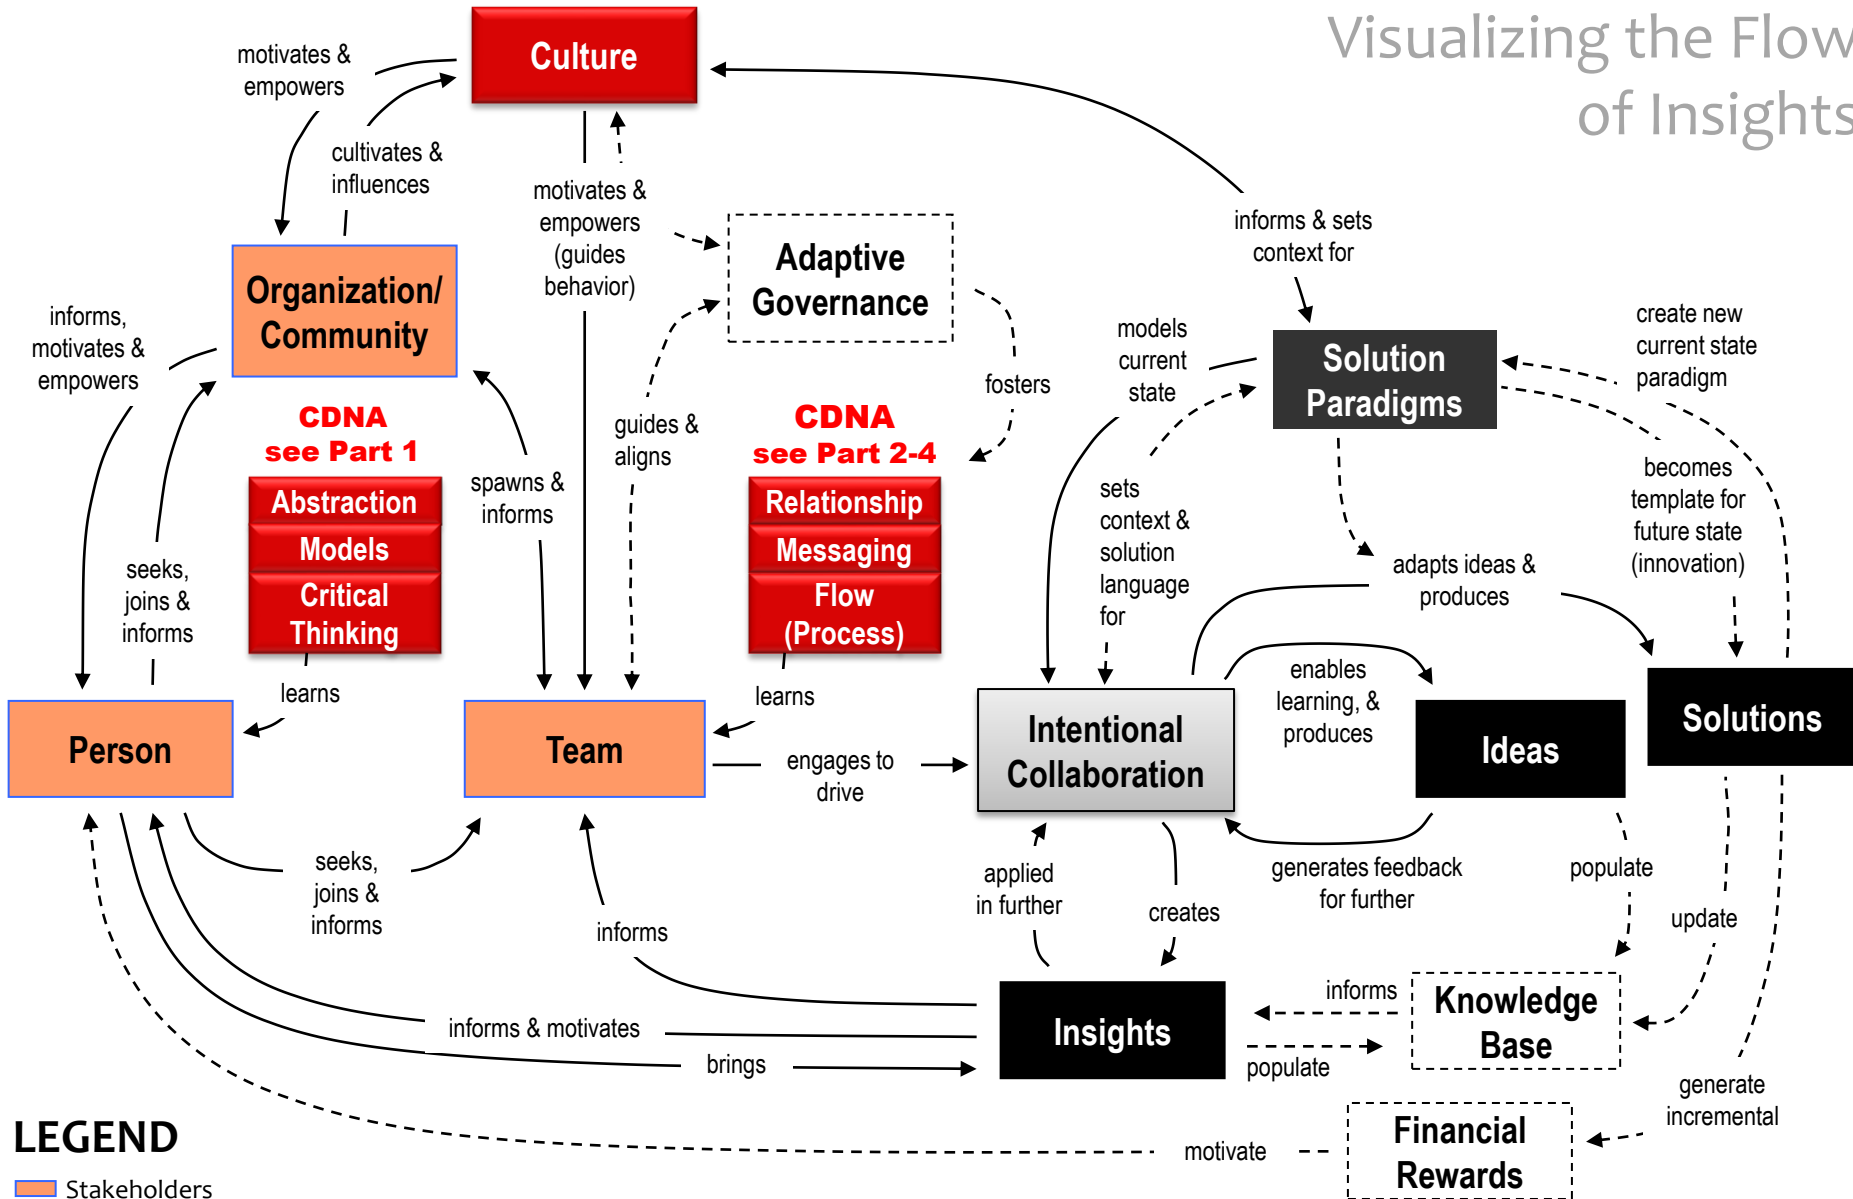 Visualizing the Flow
of Insights
Culture
motivates &
empowers
cultivates &
influences
motivates &
empowers
(guides
behavior)
informs & sets
context for
Adaptive
Governance
Organization/
Community
informs,
motivates &
empowers
models
current
state
Solution
Paradigms
create new
current state
paradigm
fosters
CDNA
see Part 1
CDNA
see Part 2-4
guides &
aligns
spawns &
informs
Abstraction
Models
Critical
Thinking
Relationship
Messaging
Flow
(Process)
sets
context &
solution
language
for
becomes
template for
future state
(innovation)
adapts ideas &
produces
seeks,
joins &
informs
learns
learns
enables
learning, &
produces
Person
Team
engages to
drive
Intentional
Collaboration
Ideas
Solutions
seeks,
joins &
informs
informs
applied
in further
creates
generates feedback
for further
populate
update
informs & motivates
brings
Insights
informs
populate
Knowledge
Base
generate
incremental
motivate
Financial
Rewards
LEGEND
Stakeholders